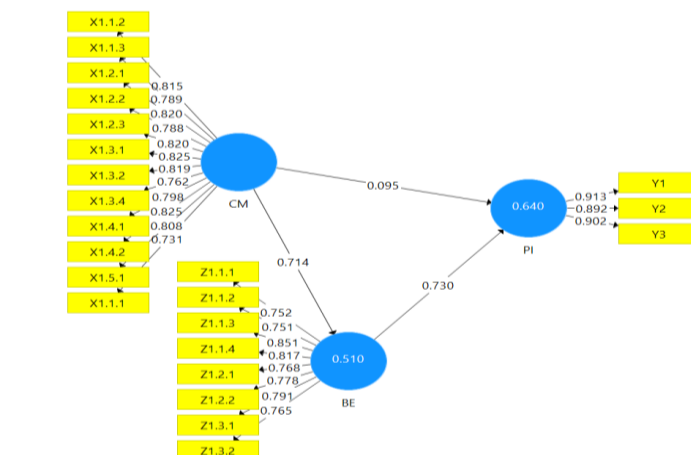 X1.1.2
X1.1.3
X1.2.1
X1.2.2
X1.2.3
X1.3.1
X1.3.2
X1.3.4
X1.4.1
X1.4.2
X1.5.1
X1.1.1
0.815
0.789
0.820
0.788
0.820
0.825
0.819
0.762
0.798
0.825
0.808
0.731
CM
0.095
0.714
0.730
0.640
PI
0.913
0.892
0.902
Y1
Y2
Y3
Z1.1.1
Z1.1.2
Z1.1.3
Z1.1.4
Z1.2.1
Z1.2.2
Z1.3.1
Z1.3.2
0.752
0.751
0.851
0.817
0.768
0.778
0.791
0.765
0.510
BE